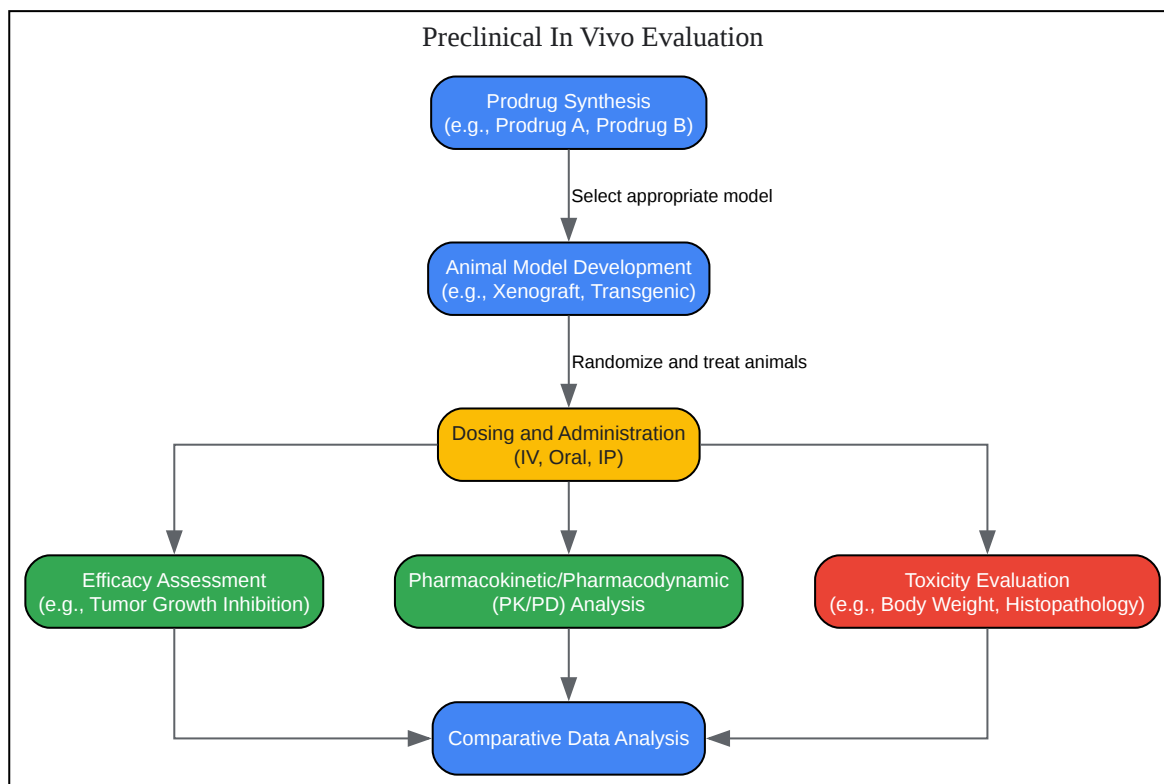 Preclinical In Vivo Evaluation
Prodrug Synthesis
(e.g., Prodrug A, Prodrug B)
Select appropriate model
Animal Model Development
(e.g., Xenograft, Transgenic)
Randomize and treat animals
Dosing and Administration
(IV, Oral, IP)
Efficacy Assessment
(e.g., Tumor Growth Inhibition)
Pharmacokinetic/Pharmacodynamic
(PK/PD) Analysis
Toxicity Evaluation
(e.g., Body Weight, Histopathology)
Comparative Data Analysis